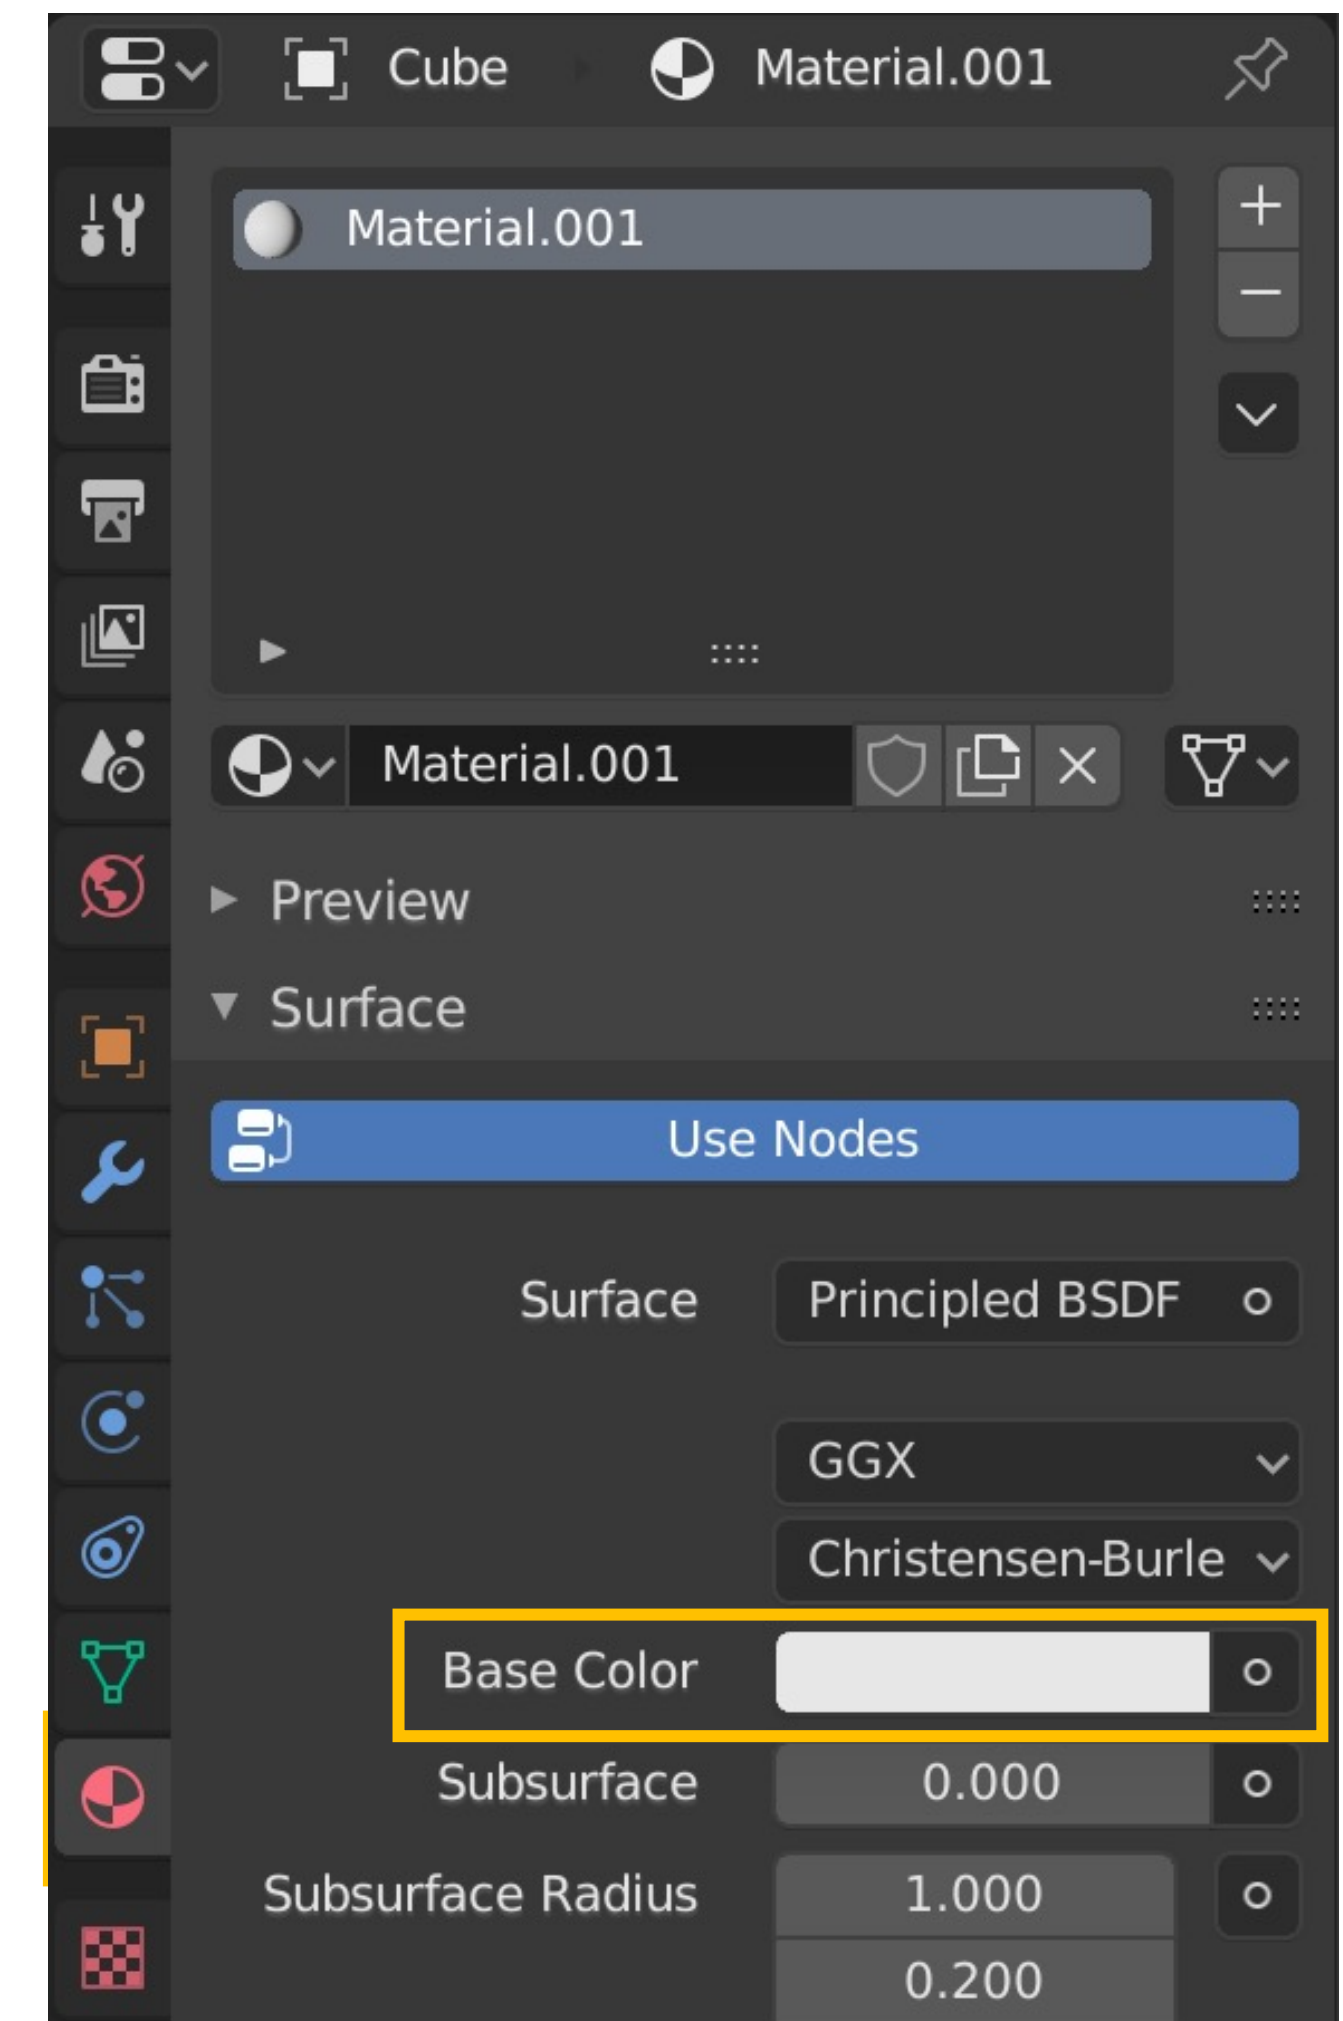 Cube Material.001
Material.001
Material.001
Preview
Surface
Use Nodes
Surface Principled BSDF
GGX
Christensen-Burle
Base Color
Subsurface 0.000
Subsurface Radius 1.000
0.200